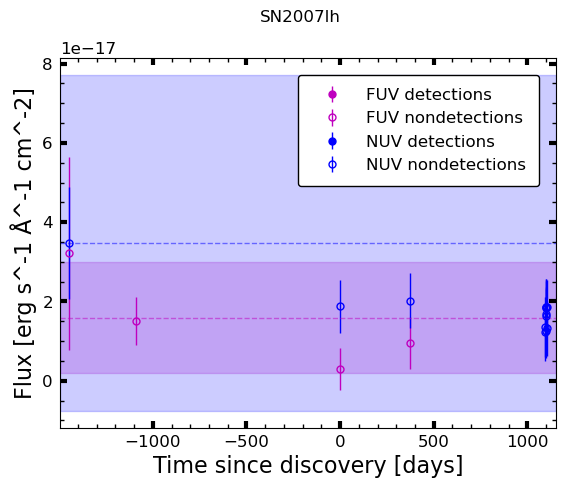 SN2007lh
1e−17
8
6
4
2
0
Flux [erg s^-1 Å^-1 cm^-2]
FUV detections
FUV nondetections
NUV detections
NUV nondetections
−1000 −500 0 500 1000
Time since discovery [days]